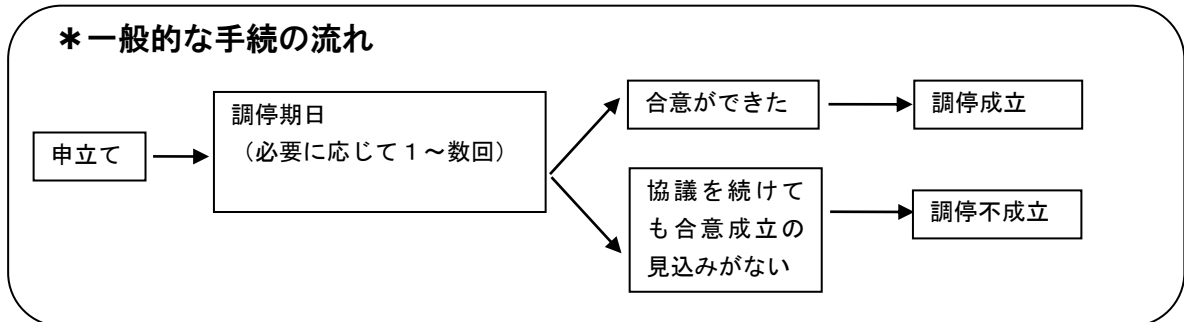 ＊一般的な手続の流れ
申立て
調停期日
（必要に応じて１～数回）
合意ができた
調停成立
協議を続けて
も合意成立の
見込みがない
調停不成立